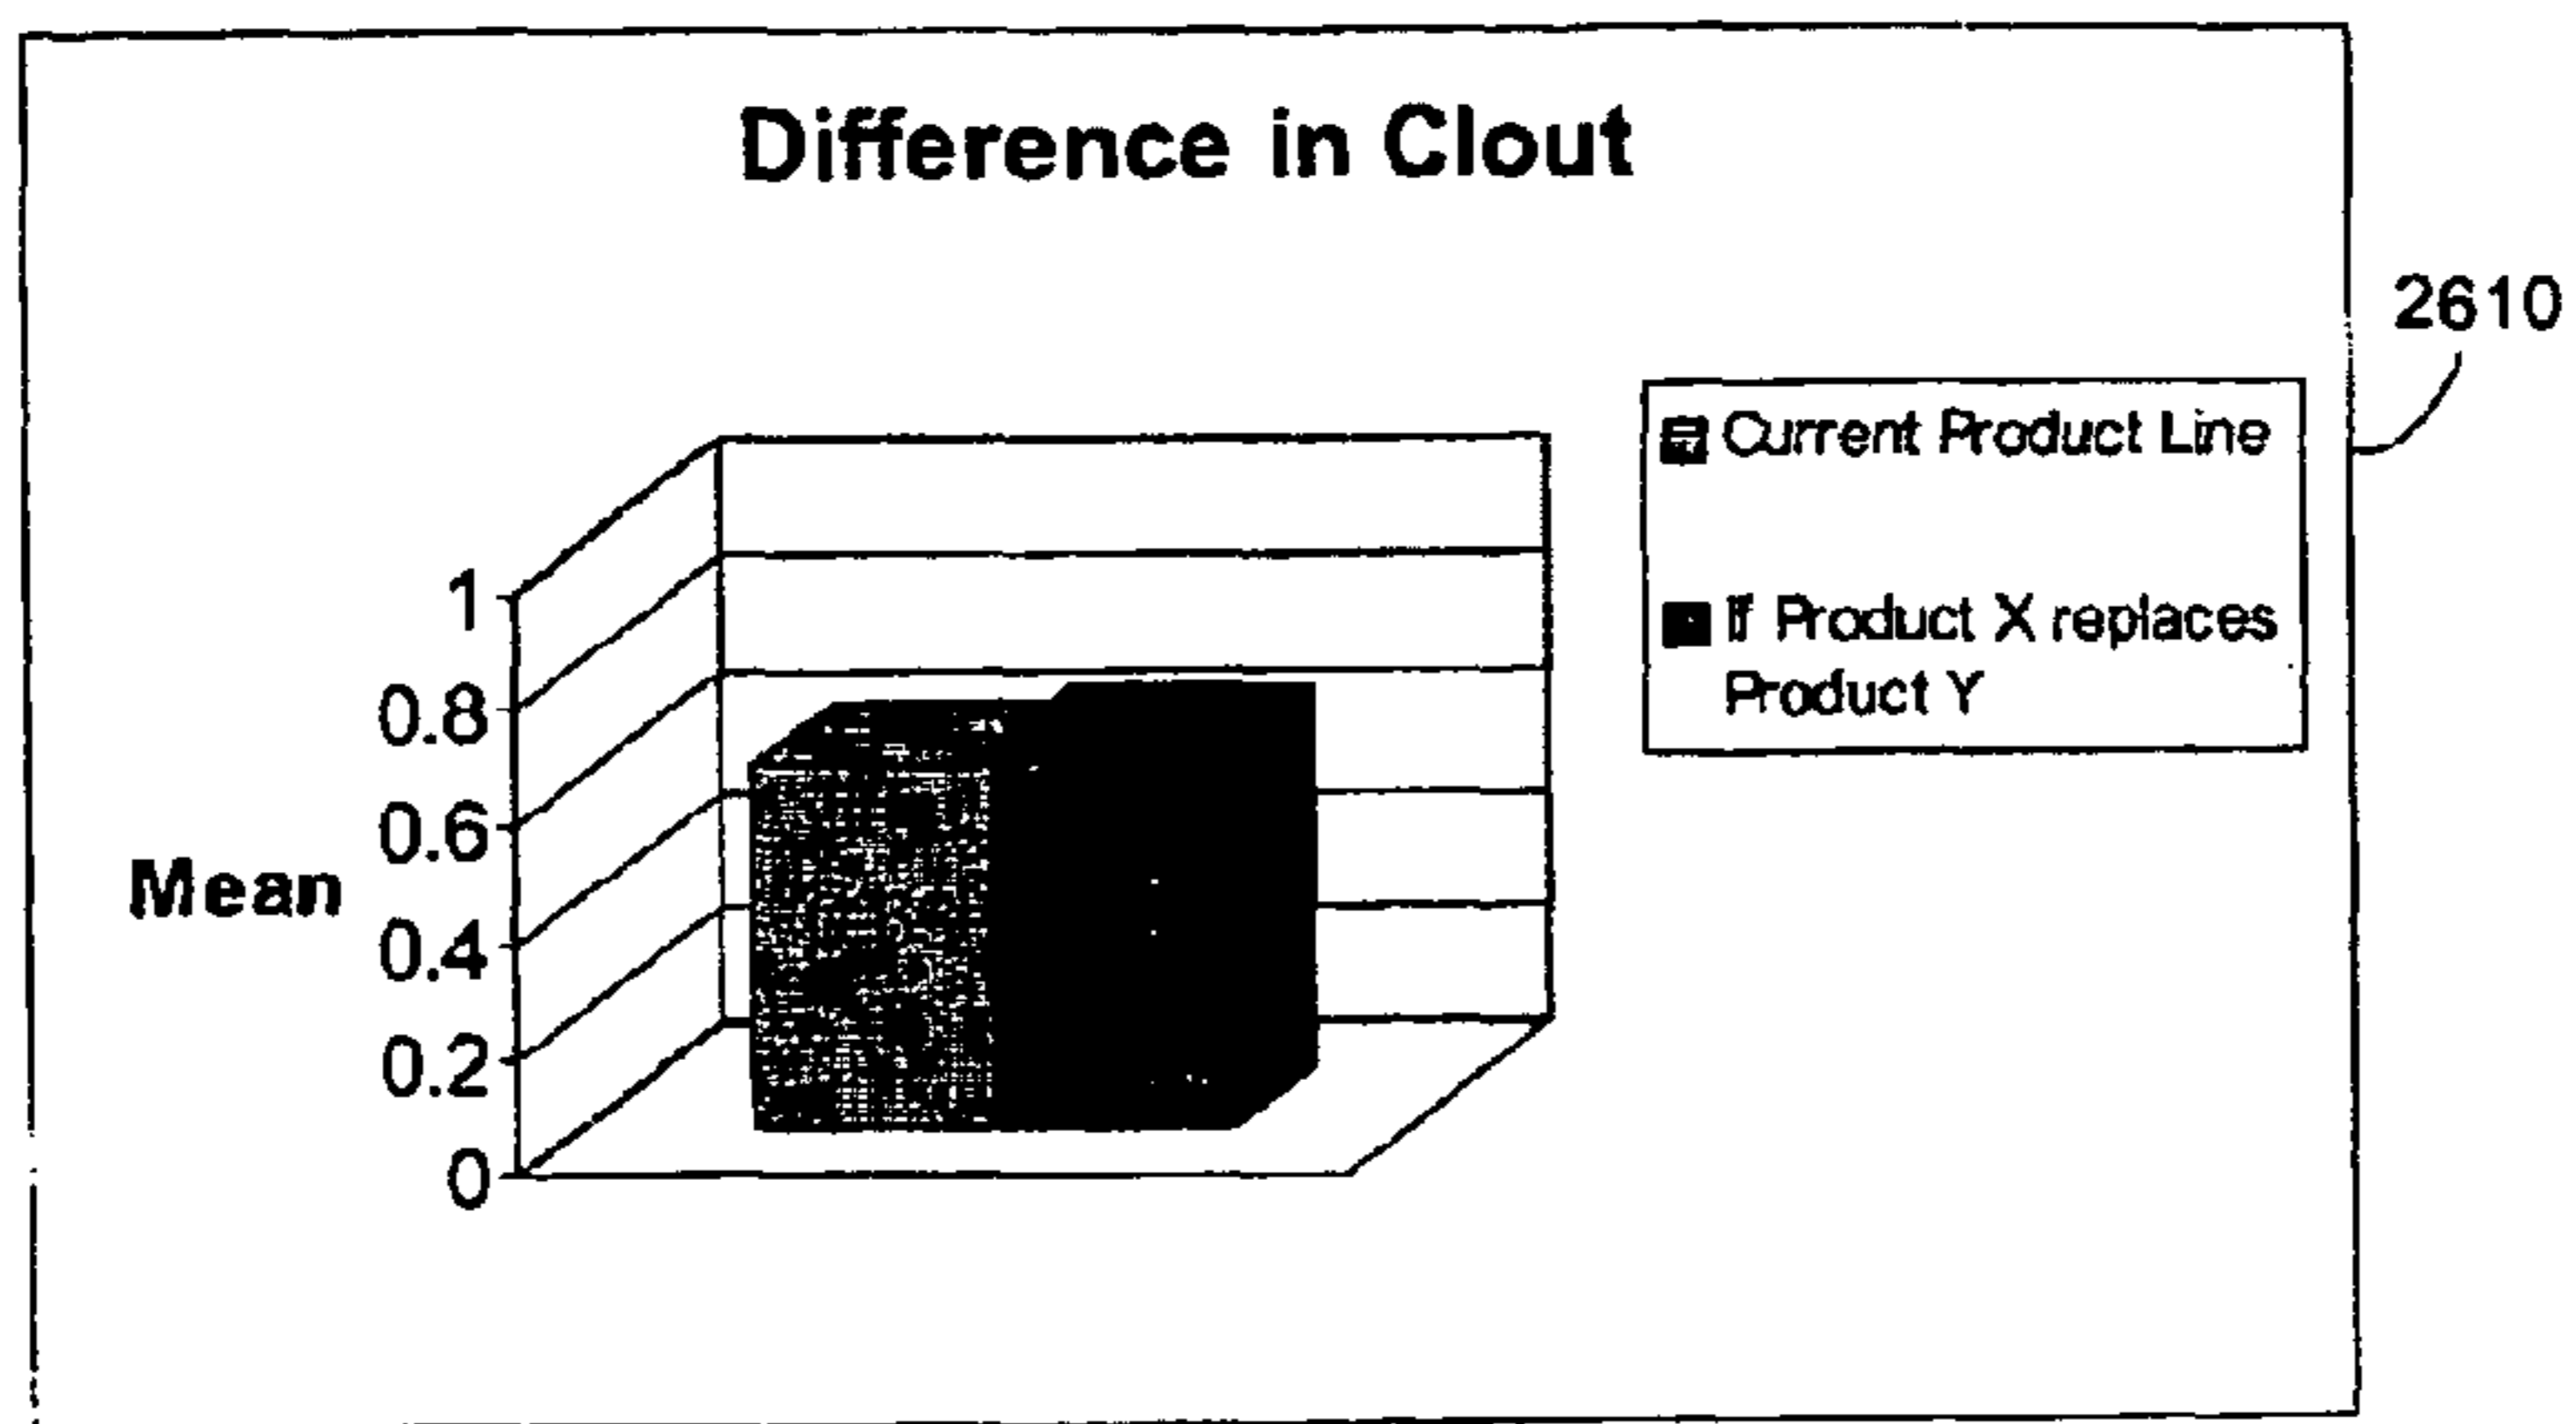 Difference in Clout
2610
Current Product Line
If Product X replaces
Product Y
Mean
1
0.8
0.6
0.4
0.2
0